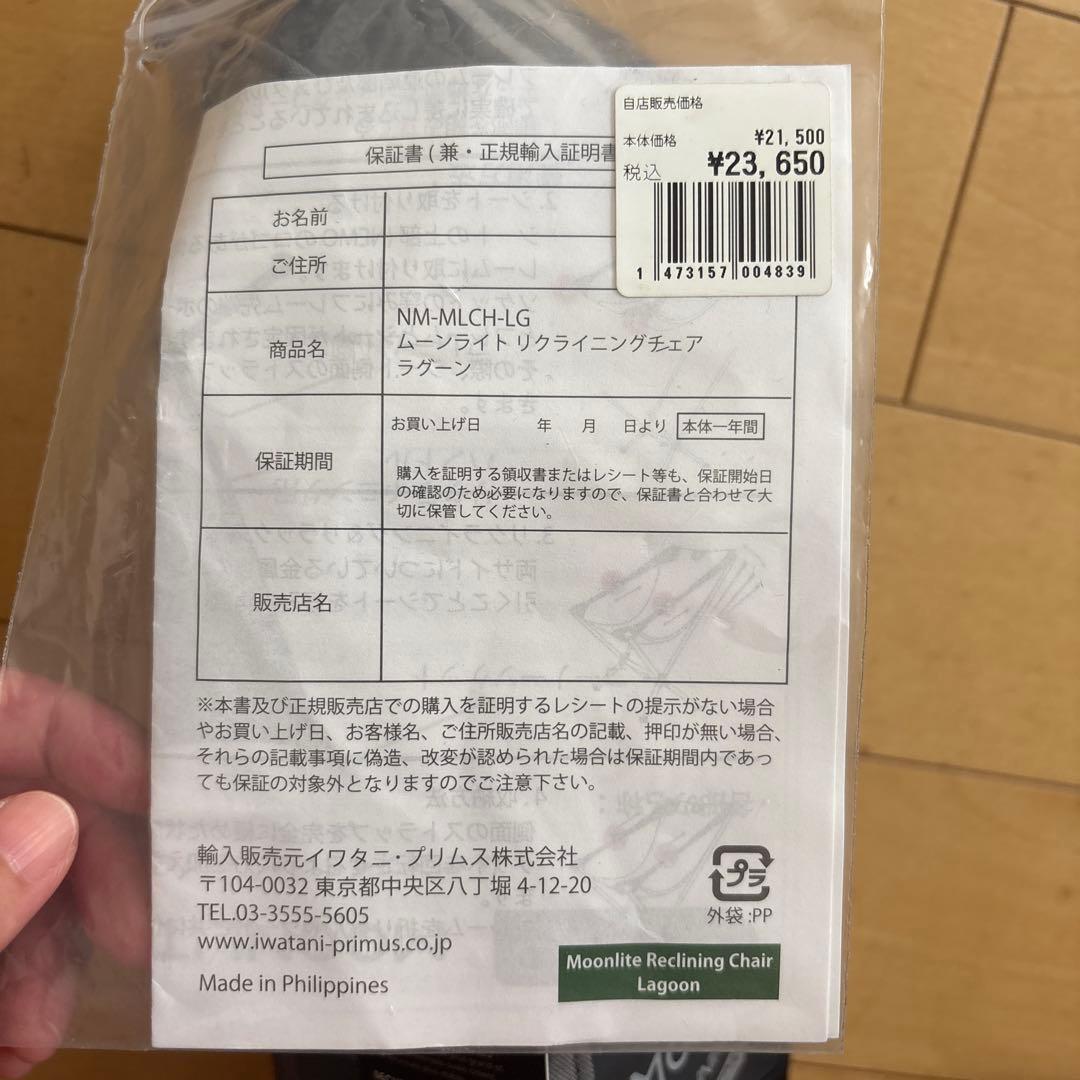 自店販売価格
本体価格 ¥21,500
税込 ¥23,650
1 473157 004839
保証書(兼・正規輸入証明書
お名前
ご住所
商品名
NM-MLCH-LG
ムーンライト リクライニングチェア
ラグーン
保証期間
お買い上げ日 年 月 日より 本体一年間
購入を証明する領収書またはレシート等も、保証開始日
の確認のため必要になりますので、保証書と合わせて大
切に保管してください。
販売店名
※本書及び正規販売店での購入を証明するレシートの提示がない場合
やお買い上げ日、お客様名、ご住所販売店名の記載、押印が無い場合、
それらの記載事項に偽造、改変が認められた場合は保証期間内であっ
ても保証の対象外となりますのでご注意下さい。
輸入販売元イワタニ・プリムス株式会社
〒104-0032 東京都中央区八丁堀 4-12-20
TEL.03-3555-5605
www.iwatani-primus.co.jp
Made in Philippines
プラ
外袋:PP
Moonlite Reclining Chair
Lagoon